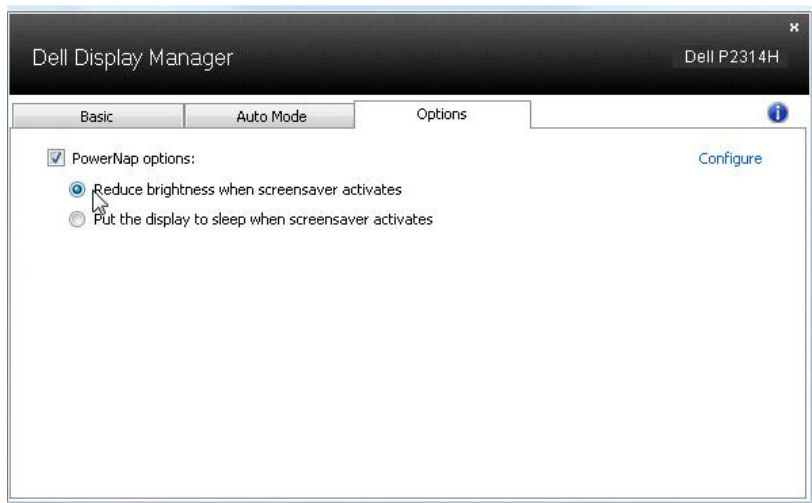 x
Dell Display Manager
Dell P2314H
Basic
Auto Mode
Options
i
PowerNap options:
Configure
Reduce brightness when screensaver activates
Put the display to sleep when screensaver activates